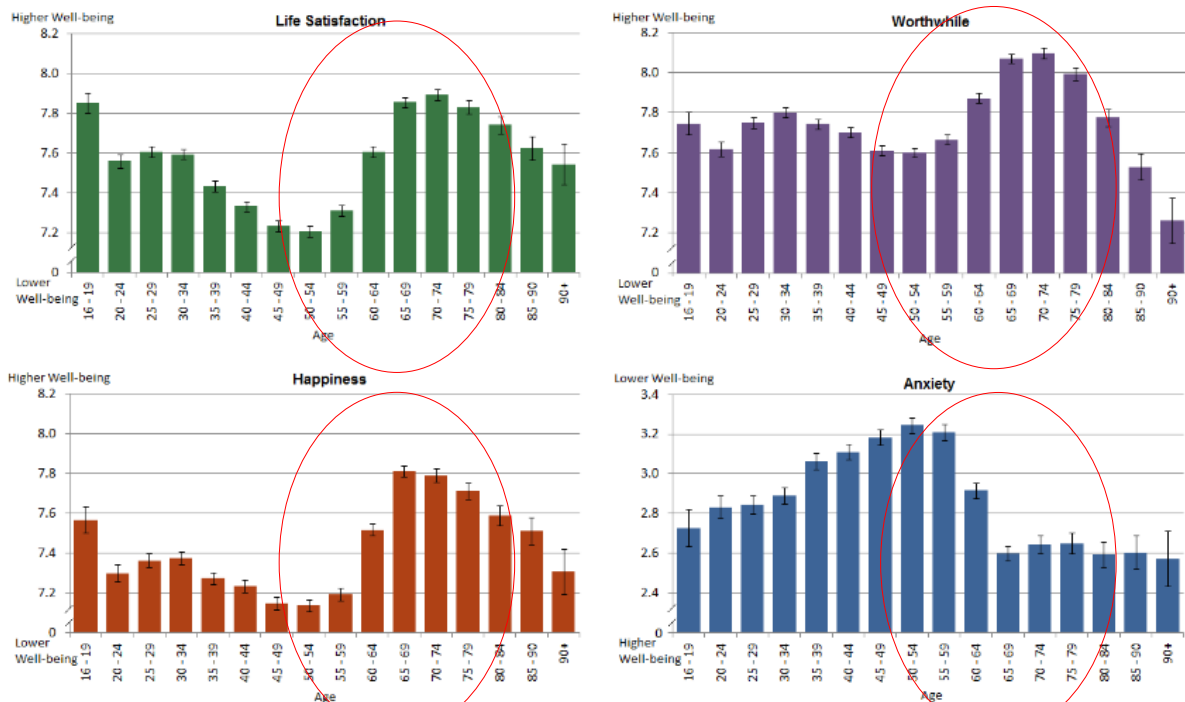 Higher Well-being
Life Satisfaction
8.2
8.0
7.8
7.6
7.4
7.2
0
Lower
Well-being
16 - 19
20 - 24
25 - 29
30 - 34
35 - 39
40 - 44
45 - 49
50 - 54
55 - 59
60 - 64
65 - 69
70 - 74
75 - 79
80 - 84
85 - 90
90+
Age
Higher Well-being
Worthwhile
8.2
8.0
7.8
7.6
7.4
7.2
0
Lower
Well-being
16 - 19
20 - 24
25 - 29
30 - 34
35 - 39
40 - 44
45 - 49
50 - 54
55 - 59
60 - 64
65 - 69
70 - 74
75 - 79
80 - 84
85 - 90
90+
Age
Higher Well-being
Happiness
8.2
8.0
7.8
7.6
7.4
7.2
0
Lower
Well-being
16 - 19
20 - 24
25 - 29
30 - 34
35 - 39
40 - 44
45 - 49
50 - 54
55 - 59
60 - 64
65 - 69
70 - 74
75 - 79
80 - 84
85 - 90
90+
Age
Lower Well-being
Anxiety
3.4
3.2
3.0
2.8
2.6
2.4
0
Higher
Well-being
16 - 19
20 - 24
25 - 29
30 - 34
35 - 39
40 - 44
45 - 49
50 - 54
55 - 59
60 - 64
65 - 69
70 - 74
75 - 79
80 - 84
85 - 90
90+
Age